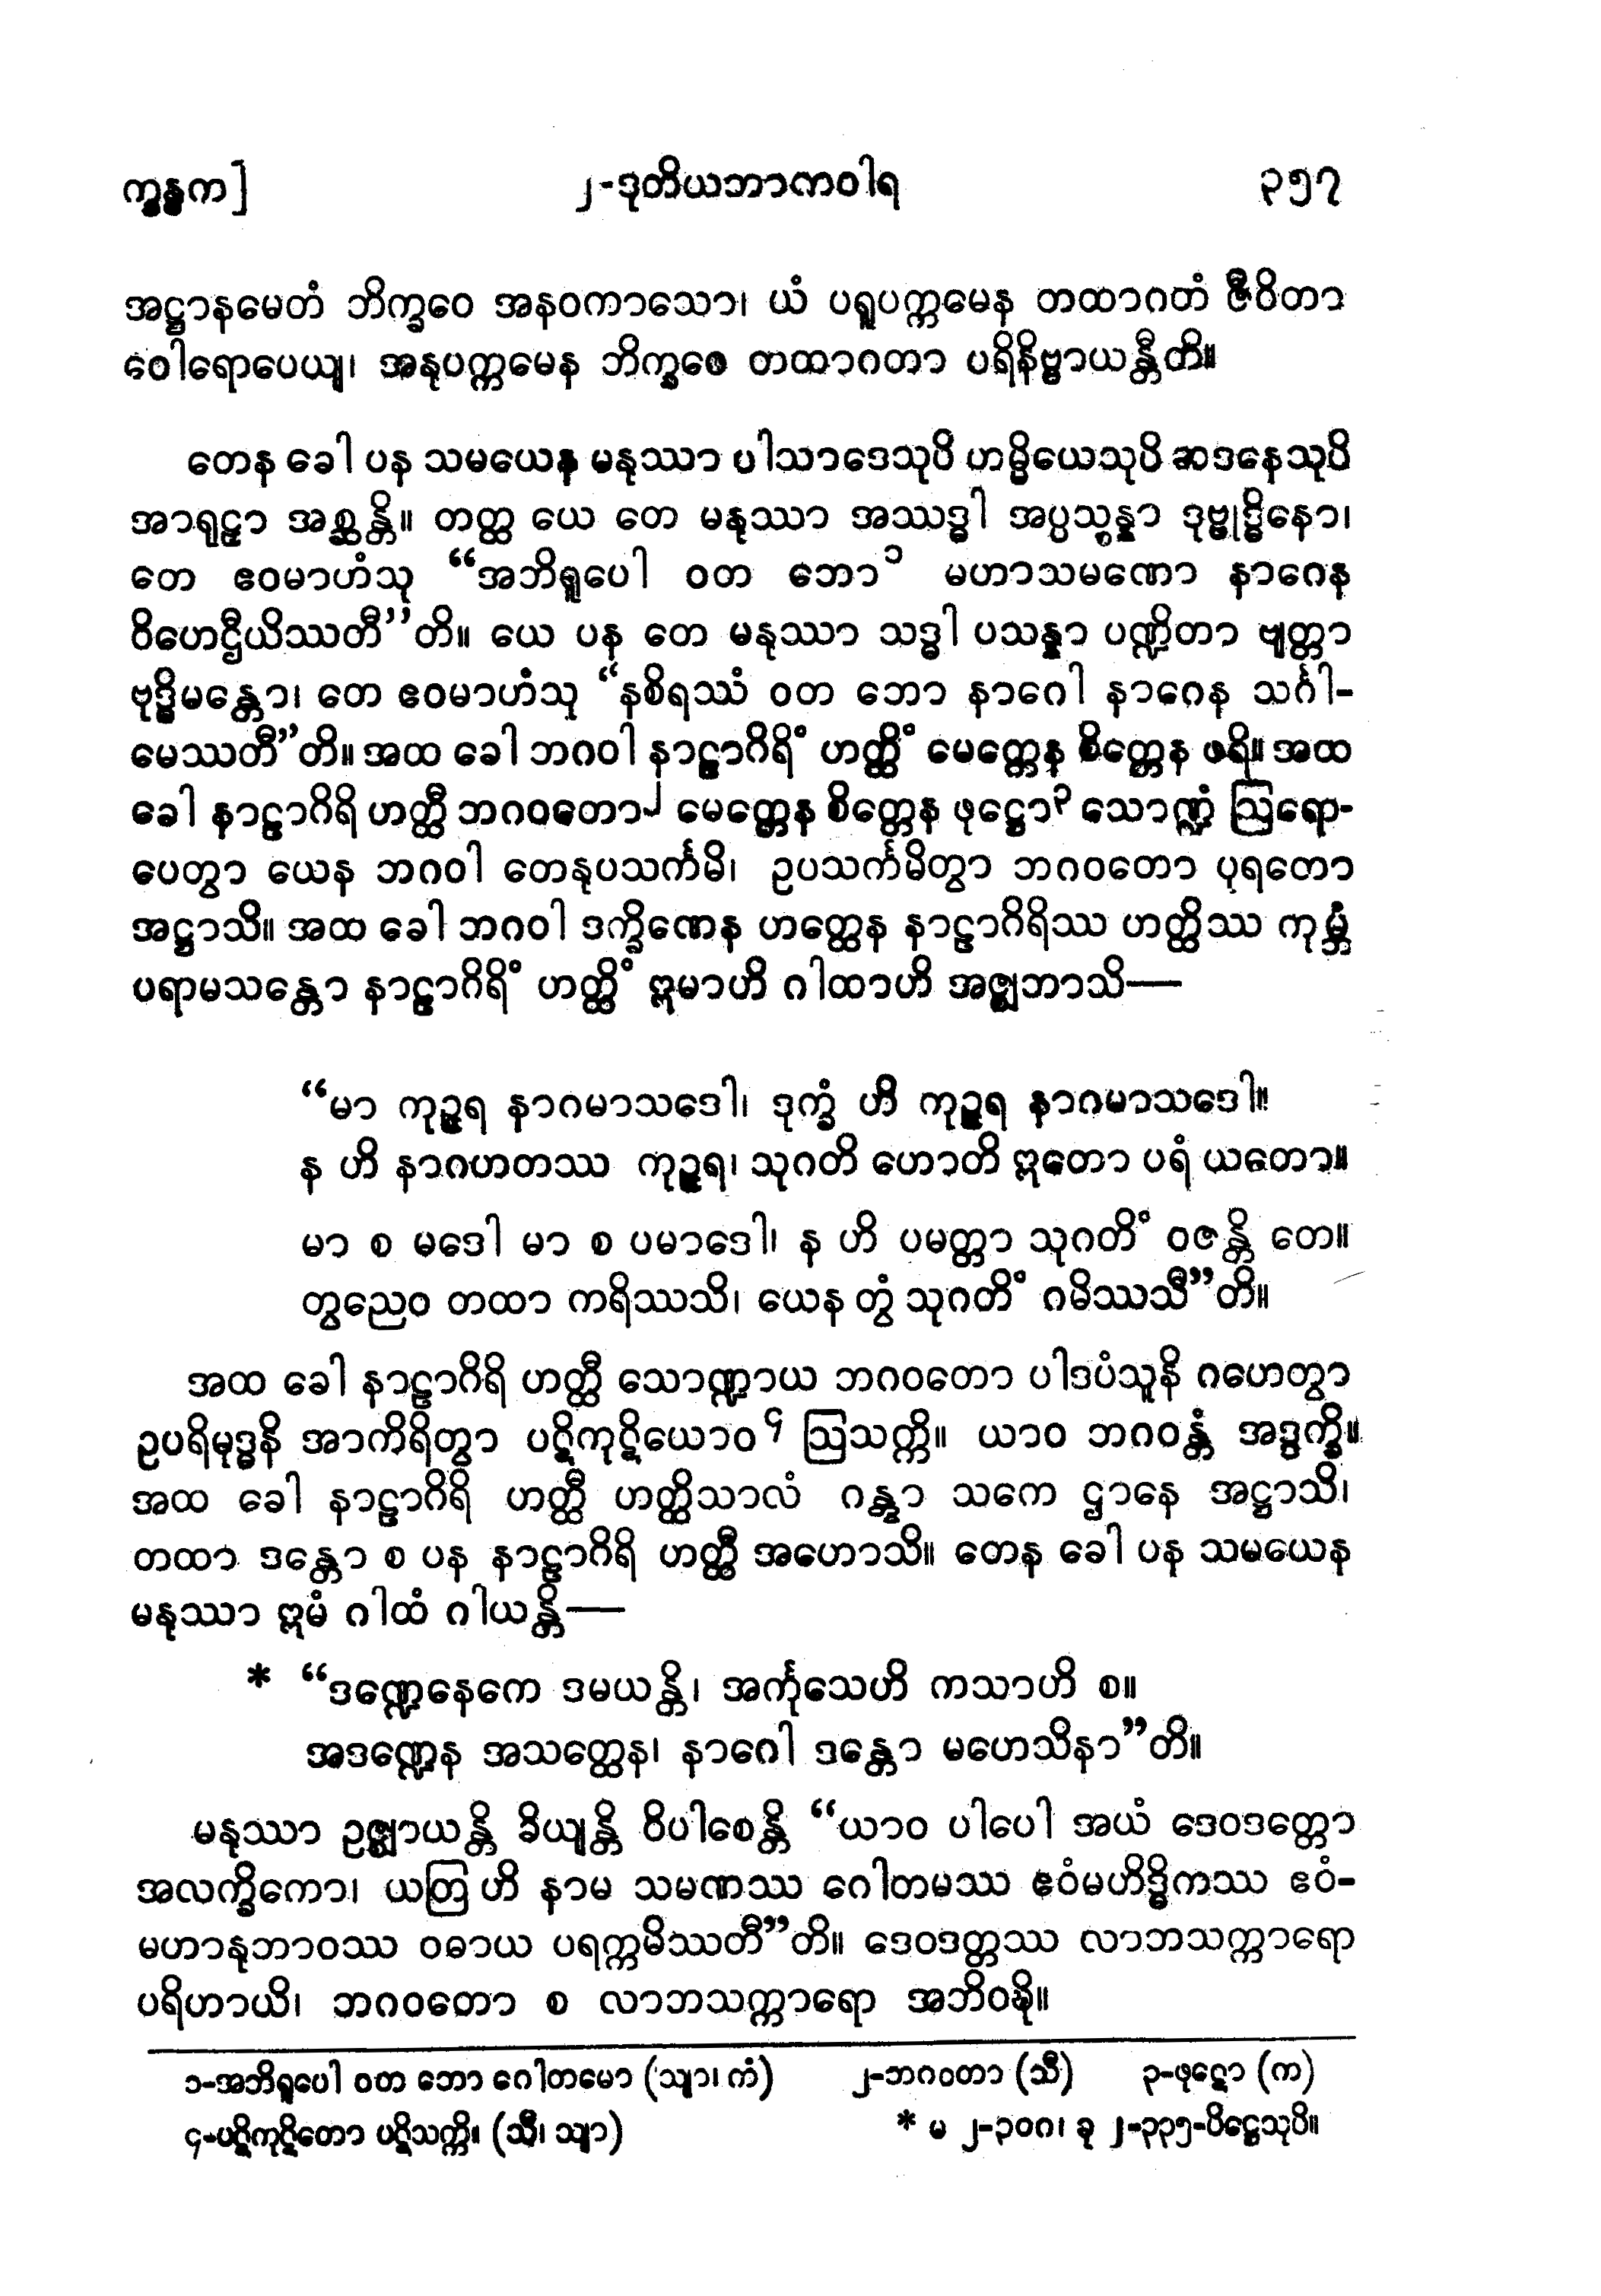 က္ခန္ဓက]
၂-ဒုတိယဘာဏဝါရ
၃၅၇
အဋ္ဌာနမေတံ ဘိက္ခဝေ အနဝကာသော၊ ယံ ပရူပက္ကမေန တထာဂတံ ဇီဝိတာ
ဝေါရောပေယျ၊ အနုပက္ကမေန ဘိက္ခဝေ တထာဂတာ ပရိနိဗ္ဗာယန္တီတိ။
တေန ခေါ ပန သမယေန မနုဿာ ပါသာဒေသုပိ ဟမ္မိယေသုပိ ဆဒနေသုပိ
အာရုဠှာ အစ္ဆန္တိ။ တတ္ထ ယေ တေ မနုဿာ အဿဒ္ဓါ အပ္ပသန္နာ ဒုဗ္ဗုဒ္ဓိနော၊
တေ ဧဝမာဟံသု “အဘိရူပေါ ဝတ ဘော၁ မဟာသမဏော နာဂေန
ဝိဟေဌီယိဿတီ”တိ။ ယေ ပန တေ မနုဿာ သဒ္ဓါ ပသန္နာ ပဏ္ဍိတာ ဗျတ္တာ
ဗုဒ္ဓိမန္တော၊ တေ ဧဝမာဟံသု “နစိရဿံ ဝတ ဘော နာဂေါ နာဂေန သင်္ဂါ-
မေဿတီ”တိ။ အထ ခေါ ဘဂဝါ နာဠာဂိရိံ ဟတ္ထိံ မေတ္တေန စိတ္တေန ဖရိ။ အထ
ခေါ နာဠာဂိရိ ဟတ္ထီ ဘဂဝတော၂ မေတ္တေန စိတ္တေန ဖုဋ္ဌော၃ သောဏ္ဍံ ဩရော-
ပေတွာ ယေန ဘဂဝါ တေနုပသင်္ကမိ၊ ဥပသင်္ကမိတွာ ဘဂဝတော ပုရတော
အဋ္ဌာသိ။ အထ ခေါ ဘဂဝါ ဒက္ခိဏေန ဟတ္ထေန နာဠာဂိရိဿ ဟတ္ထိဿ ကုမ္ဘံ
ပရာမသန္တော နာဠာဂိရိံ ဟတ္ထိံ ဣမာဟိ ဂါထာဟိ အဇ္ဈဘာသိ—
“မာ ကုဉ္ဇရ နာဂမာသဒေါ၊ ဒုက္ခံ ဟိ ကုဉ္ဇရ နာဂမာသဒေါ။
န ဟိ နာဂဟတဿ ကုဉ္ဇရ၊ သုဂတိ ဟောတိ ဣတော ပရံ ယတော။
မာ စ မဒေါ မာ စ ပမာဒေါ၊ န ဟိ ပမတ္တာ သုဂတိံ ဝဇန္တိ တေ။
တွညေဝ တထာ ကရိဿသိ၊ ယေန တွံ သုဂတိံ ဂမိဿသီ”တိ။
အထ ခေါ နာဠာဂိရိ ဟတ္ထီ သောဏ္ဍာယ ဘဂဝတော ပါဒပံသူနိ ဂဟေတွာ
ဥပရိမုဒ္ဓနိ အာကိရိတွာ ပဋိကုဋိယောဝ၄ ဩသက္ကိ။ ယာဝ ဘဂဝန္တံ အဒ္ဒက္ခိ။
အထ ခေါ နာဠာဂိရိ ဟတ္ထီ ဟတ္ထိသာလံ ဂန္တွာ သကေ ဌာနေ အဋ္ဌာသိ၊
တထာ ဒန္တော စ ပန နာဠာဂိရိ ဟတ္ထီ အဟောသိ။ တေန ခေါ ပန သမယေန
မနုဿာ ဣမံ ဂါထံ ဂါယန္တိ—
* “ဒဏ္ဍေနေကေ ဒမယန္တိ၊ အင်္ကုသေဟိ ကသာဟိ စ။
အဒဏ္ဍေန အသတ္ထေန၊ နာဂေါ ဒန္တော မဟေသိနာ”တိ။
မနုဿာ ဥဇ္ဈာယန္တိ ခိယျန္တိ ဝိပါစေန္တိ “ယာဝ ပါပေါ အယံ ဒေဝဒတ္တော
အလက္ခိကော၊ ယတြ ဟိ နာမ သမဏဿ ဂေါတမဿ ဧဝံမဟိဒ္ဓိကဿ ဧဝံ-
မဟာနုဘာဝဿ ဝဓာယ ပရက္ကမိဿတီ”တိ။ ဒေဝဒတ္တဿ လာဘသက္ကာရော
ပရိဟာယိ၊ ဘဂဝတော စ လာဘသက္ကာရော အဘိဝဍ္ဎိ။
၁-အဘိရူပေါ ဝတ ဘော ဂေါတမော (သျာ၊ ကံ) ၂-ဘဂဝတာ (သီ) ၃-ဖုဋော (က)
၄-ပဋိကုဋိတော ပဋိသက္ကိ။ (သီ၊ သျာ) * မ ၂-၃၀၈၊ ခု ၂-၃၃၅-ပိဋ္ဌေသုပိ။